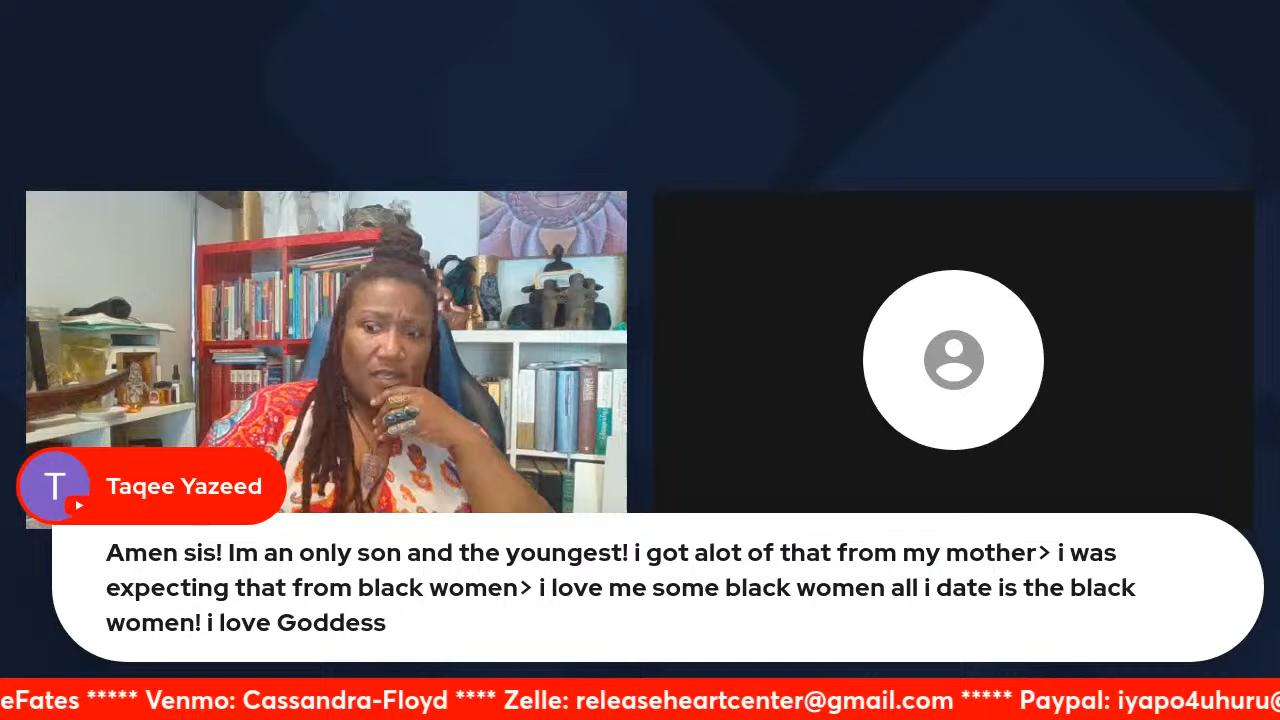 T
Taqee Yazeed
Amen sis! Im an only son and the youngest! i got alot of that from my mother> i was
expecting that from black women> i love me some black women all i date is the black
women! i love Goddess
eFates ***** Venmo: Cassandra-Floyd **** Zelle: releaseheartcenter@gmail.com ***** Paypal: iyapo4uhuru@